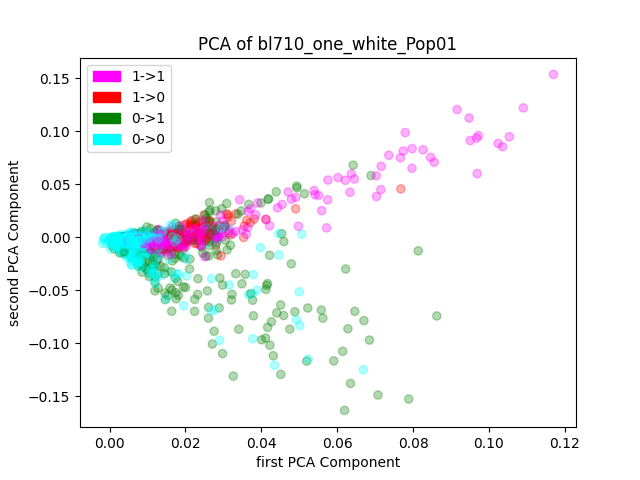 PCA of bl710_one_white_Pop01
1->1
1->0
0->1
0->0
second PCA Component
0.15
0.10
0.05
0.00
−0.05
−0.10
−0.15
0.00 0.02 0.04 0.06 0.08 0.10 0.12
first PCA Component